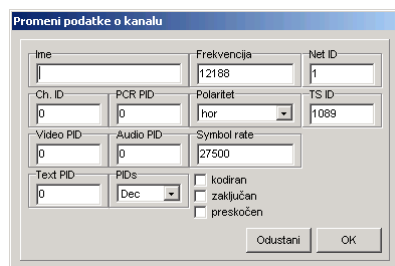 Promeni podatke o kanalu
Ime Frekvencija Net ID
12188 1
Ch. ID PCR PID Polaritet TS ID
0 0 hor 1089
Video PID Audio PID Symbol rate
0 0 27500
Text PID PIDs kodiran
0 Dec zaključan
preskočen
Odustani OK